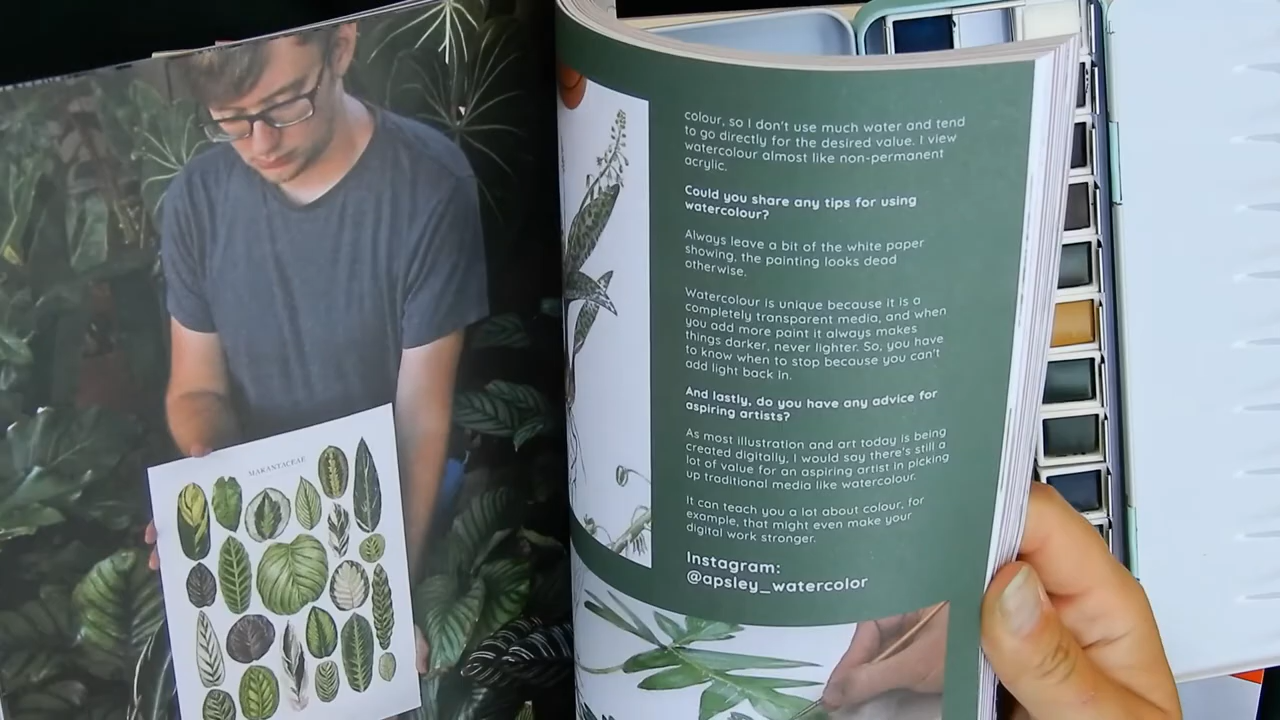 MARANTACEAE
colour, so I don't use much water and tend
to go directly for the desired value. I view
watercolour almost like non-permanent
acrylic.
Could you share any tips for using
watercolour?
Always leave a bit of the white paper
showing, the painting looks dead
otherwise.
Watercolour is unique because it is a
completely transparent media, and when
you add more paint it always makes
things darker, never lighter. So, you have
to know when to stop because you can't
add light back in.
And lastly, do you have any advice for
aspiring artists?
As most illustration and art today is being
created digitally, I would say there's still a
lot of value for an aspiring artist in picking
up traditional media like watercolour.
It can teach you a lot about colour, for
example, that might even make your
digital work stronger.
Instagram:
@apsley_watercolor